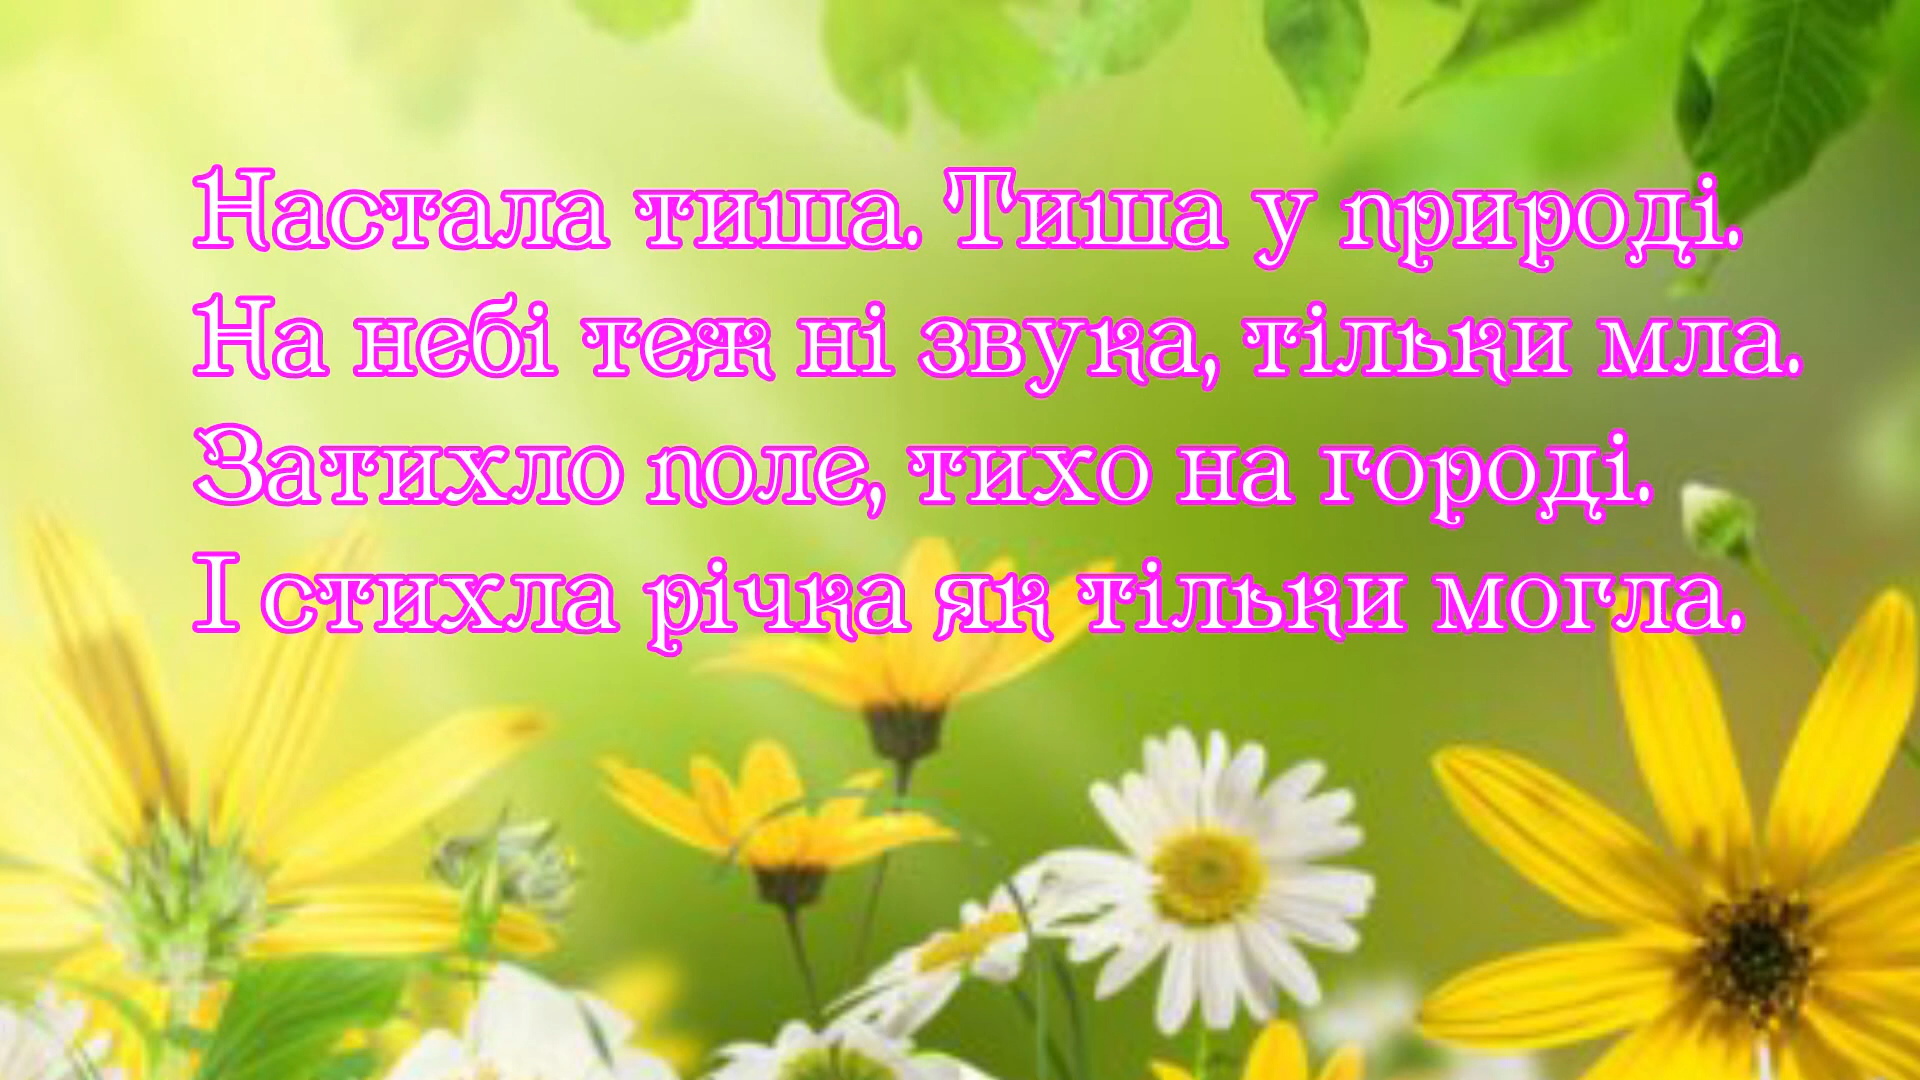 Настала тиша. Тиша у природі.
На небі теж ні звука, тільки мла.
Затихло поле, тихо на городі.
І стихла річка як тільки могла.